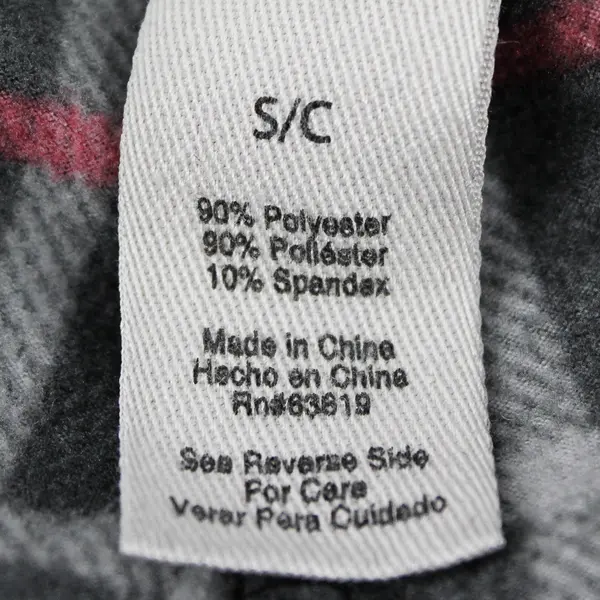 S/C
90% Polyester
90% Poliéster
10% Spandex
Made in China
Hecho en China
Rn#63619
See Reverse Side
For Care
Verar Para Cuidado